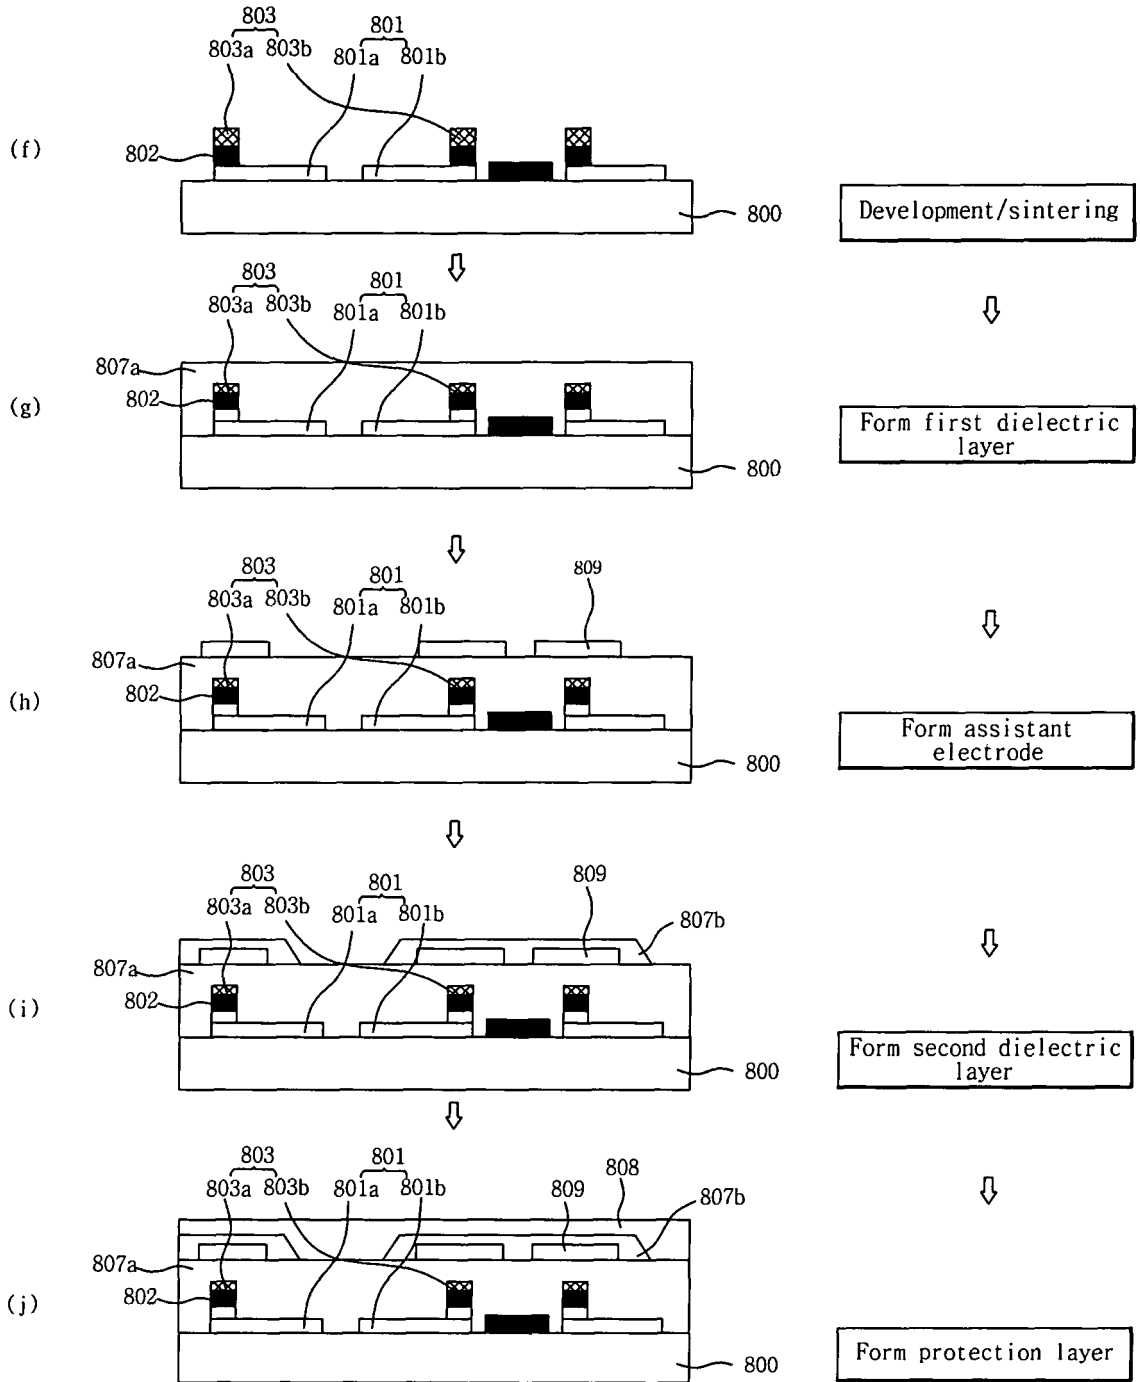 803 801
803a 803b 801a 801b
(f)
802
800
Development/sintering
803 801
803a 803b 801a 801b
807a
802
(g)
800
Form first dielectric
layer
803 801 809
803a 803b 801a 801b
807a
802
(h)
800
Form assistant
electrode
803 801 809
803a 803b 801a 801b 807b
807a
802
(i)
800
Form second dielectric
layer
803 801 808
803a 803b 801a 801b 809 807b
807a
802
(j)
800
Form protection layer